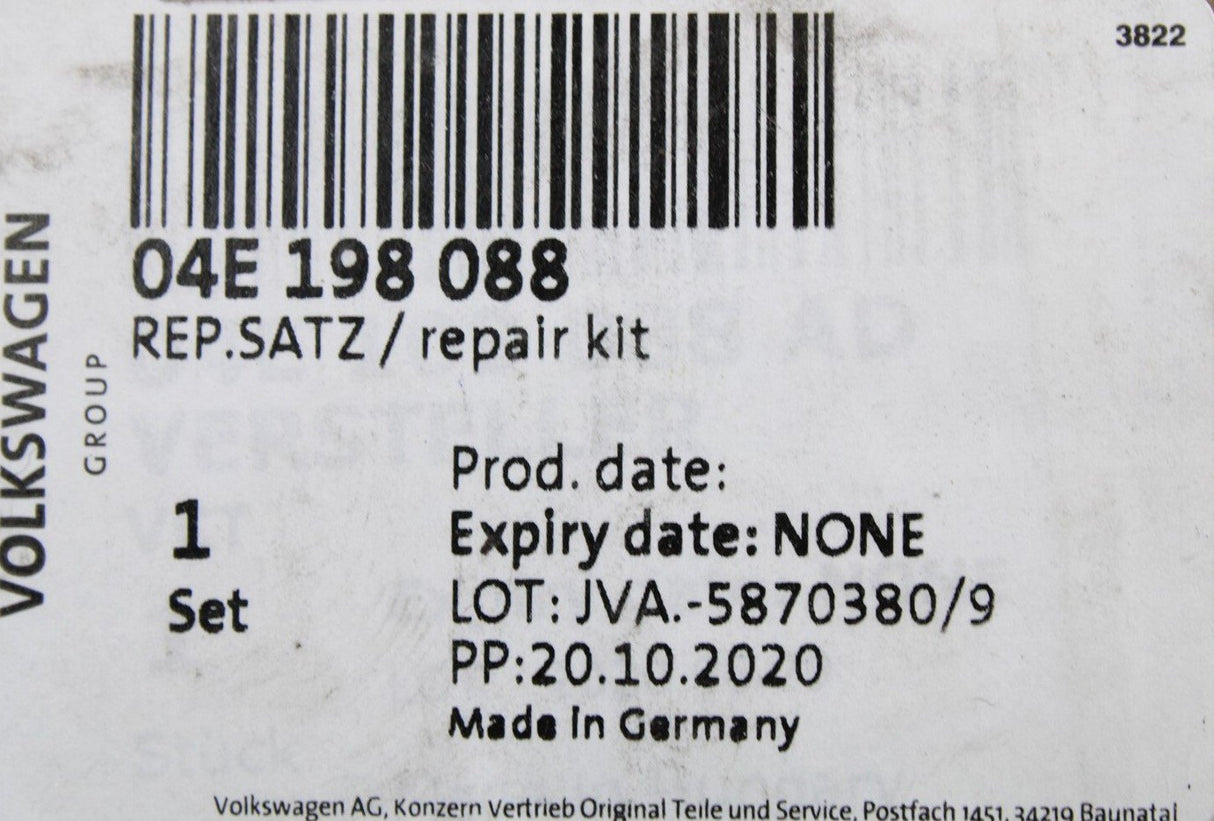 3822
04E 198 088
REP.SATZ / repair kit
VOLKSWAGEN
GROUP
Prod. date:
1
Expiry date: NONE
Set
LOT: JVA.-5870380/9
PP:20.10.2020
Made in Germany
Volkswagen AG, Konzern Vertrieb Original Teile und Service, Postfach 1451, 34219 Baunatal